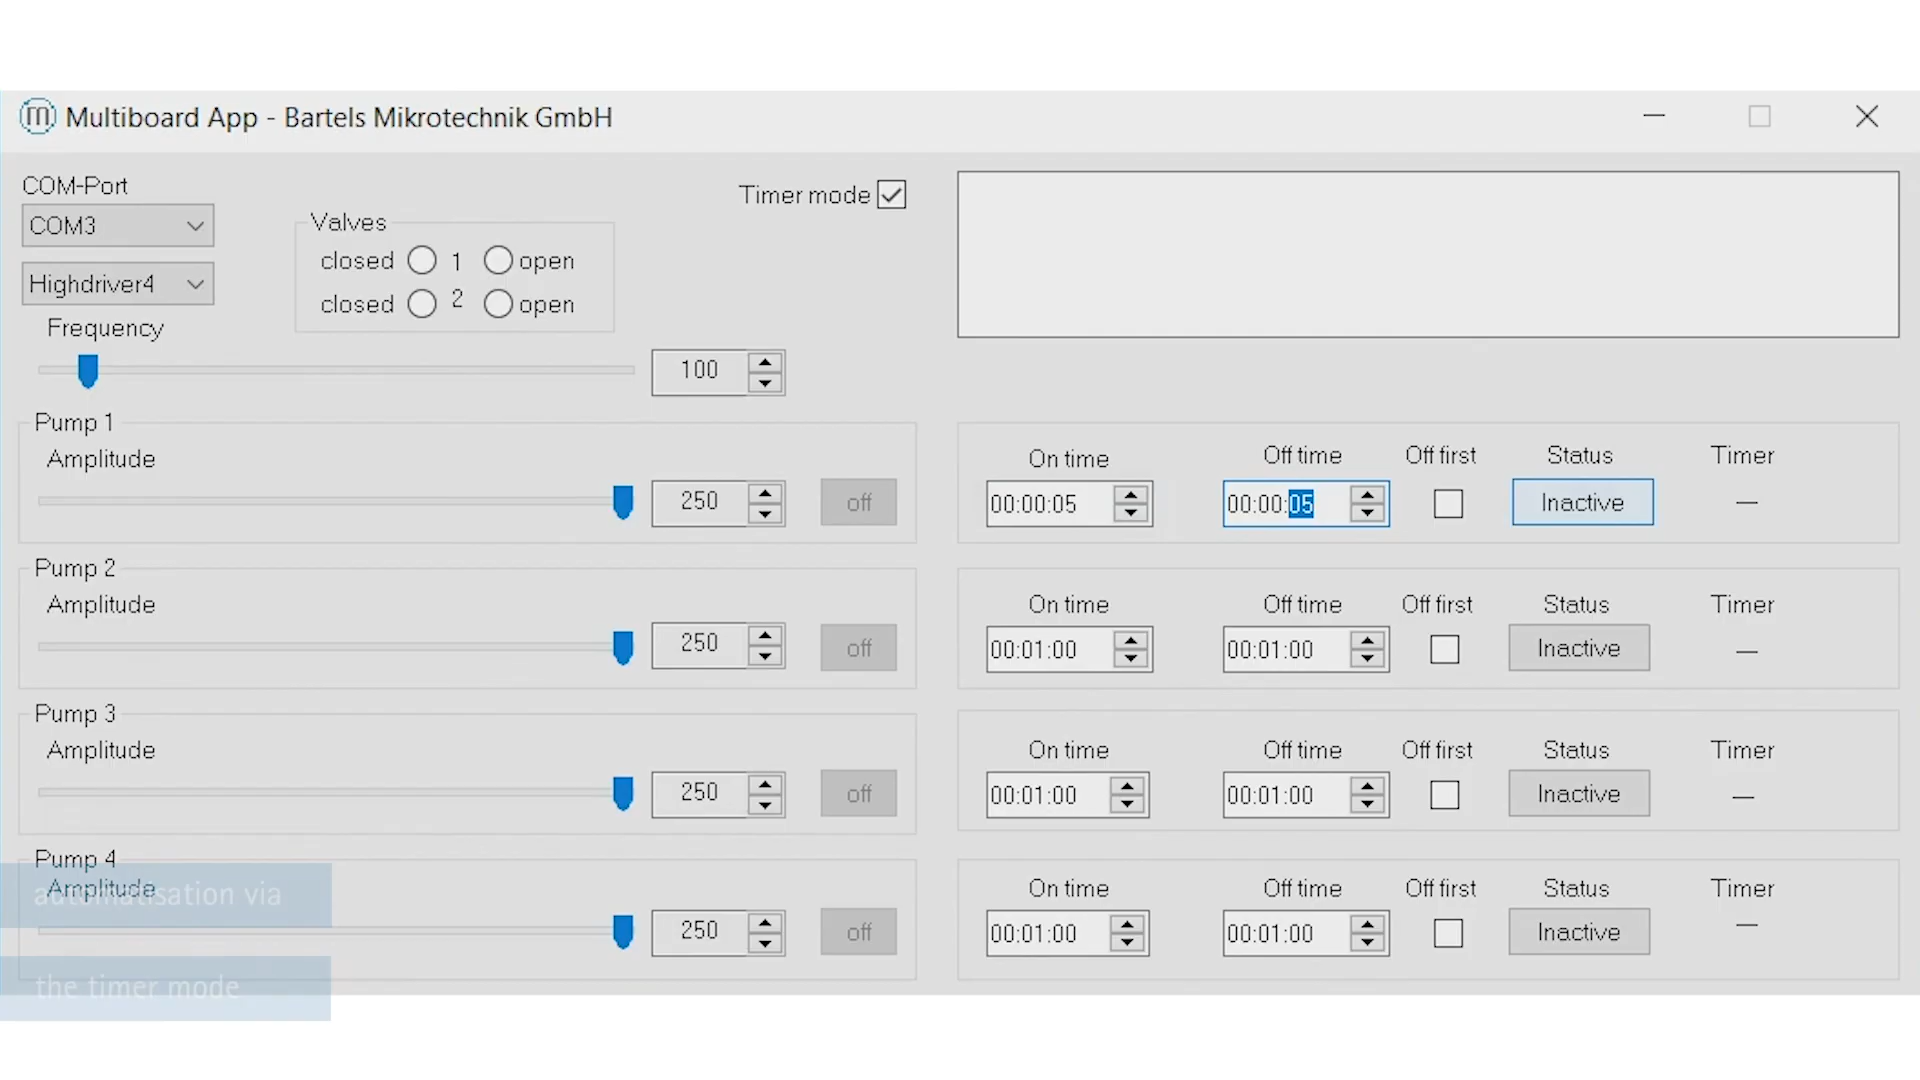 Multiboard App - Bartels Mikrotechnik GmbH
COM-Port
Timer mode
COM3
Valves
closed 1 open
Highdriver4
closed 2 open
Frequency
100
Pump 1
Amplitude
250
off
On time
Off time
Off first
Status
Timer
00:00:05
00:00:05
Inactive
—
Pump 2
Amplitude
250
off
On time
Off time
Off first
Status
Timer
00:01:00
00:01:00
Inactive
—
Pump 3
Amplitude
250
off
On time
Off time
Off first
Status
Timer
00:01:00
00:01:00
Inactive
—
Pump 4
Amplitude
250
off
On time
Off time
Off first
Status
Timer
00:01:00
00:01:00
Inactive
—
automatisation via
the timer mode